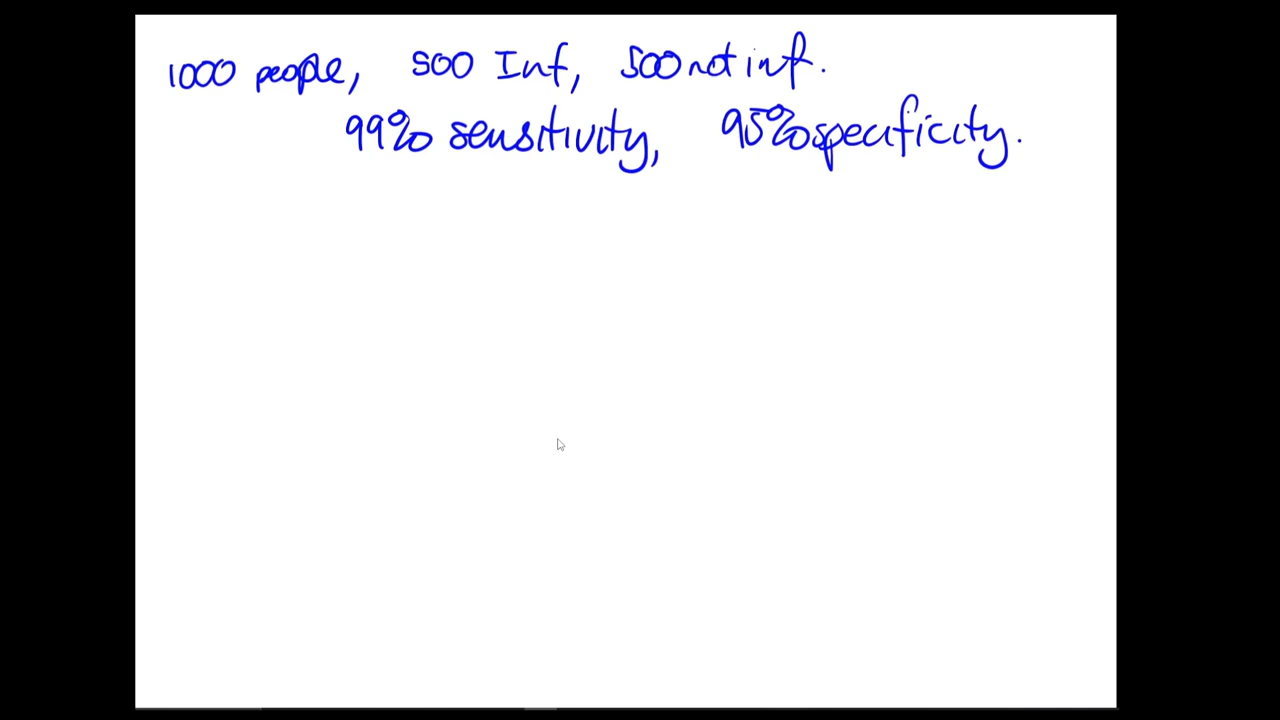 1000 people, 500 Inf, 500 not inf.
99% sensitivity, 95% specificity.